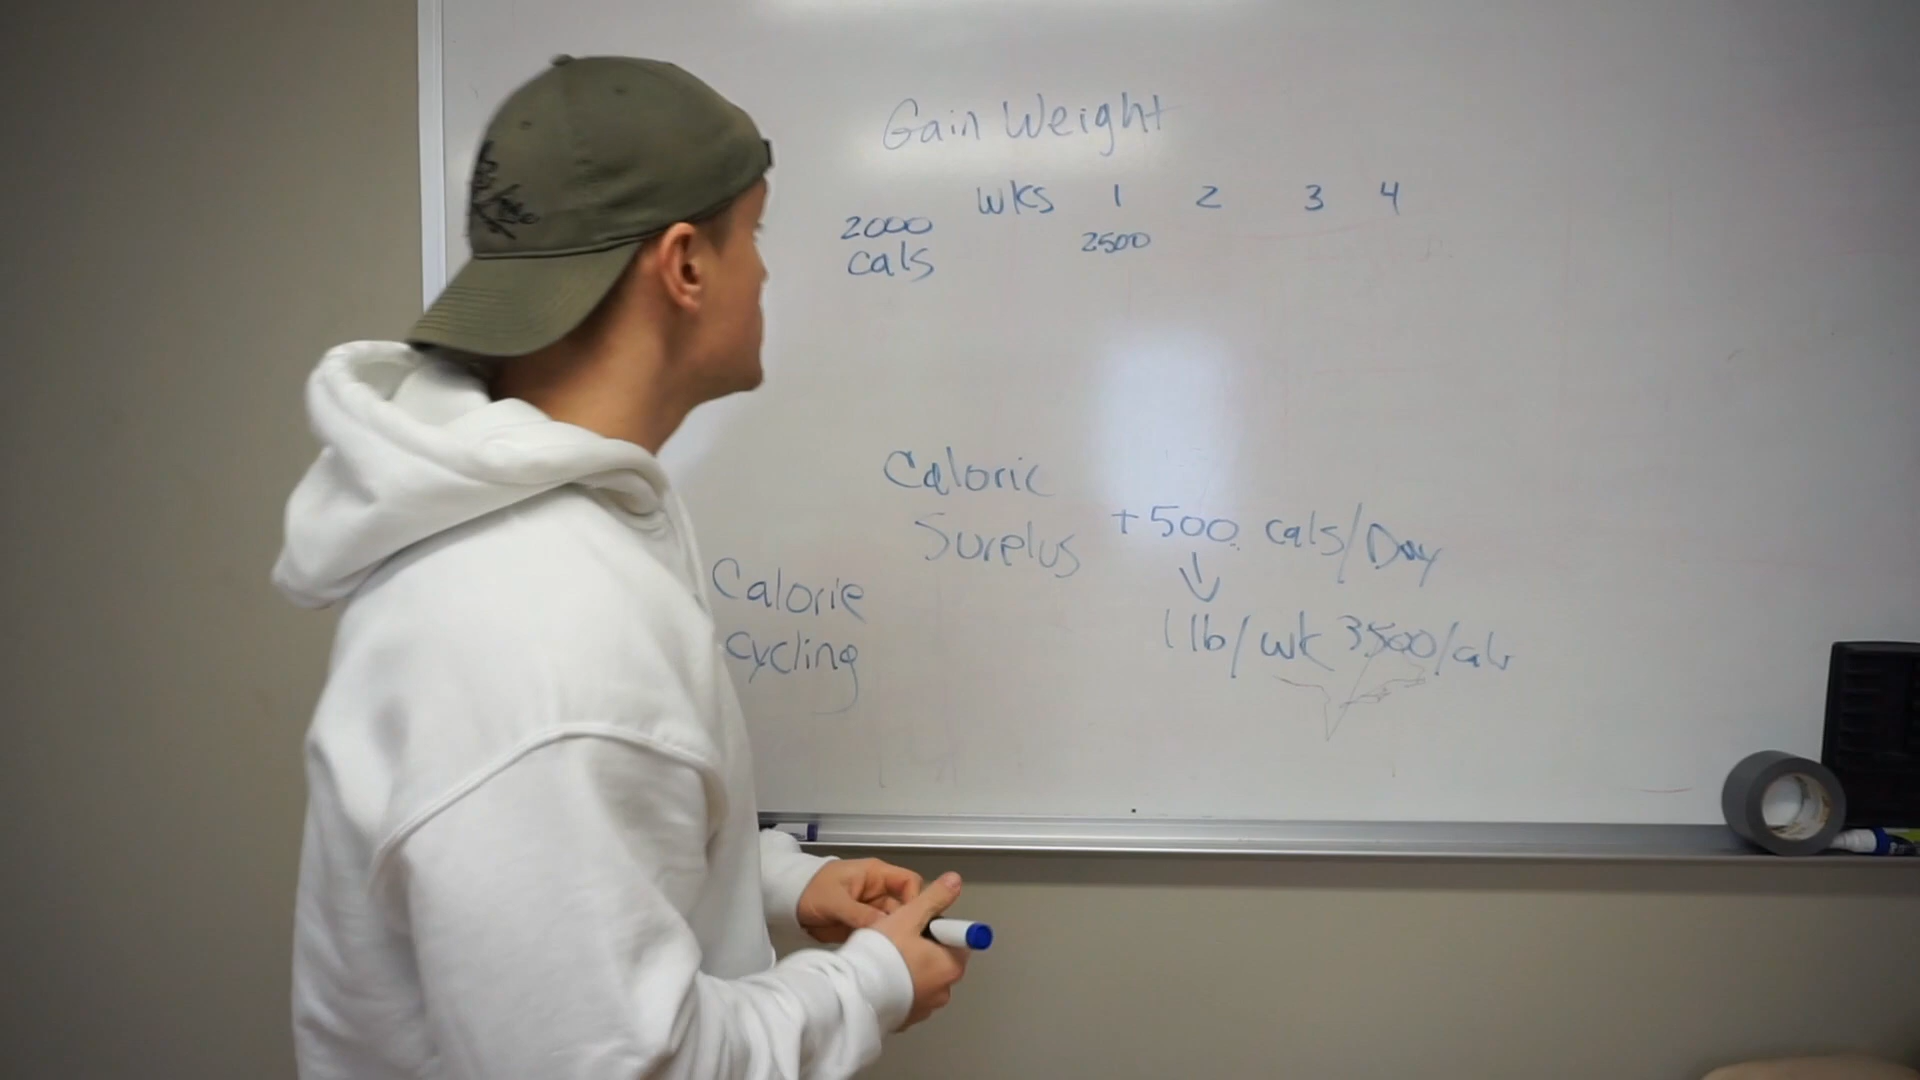 Gain Weight
wks 1 2 3 4
2000 2500
cals
Caloric
Surplus +500 cals/Day
1 lb/wk 3500/cals
Calorie
cycling